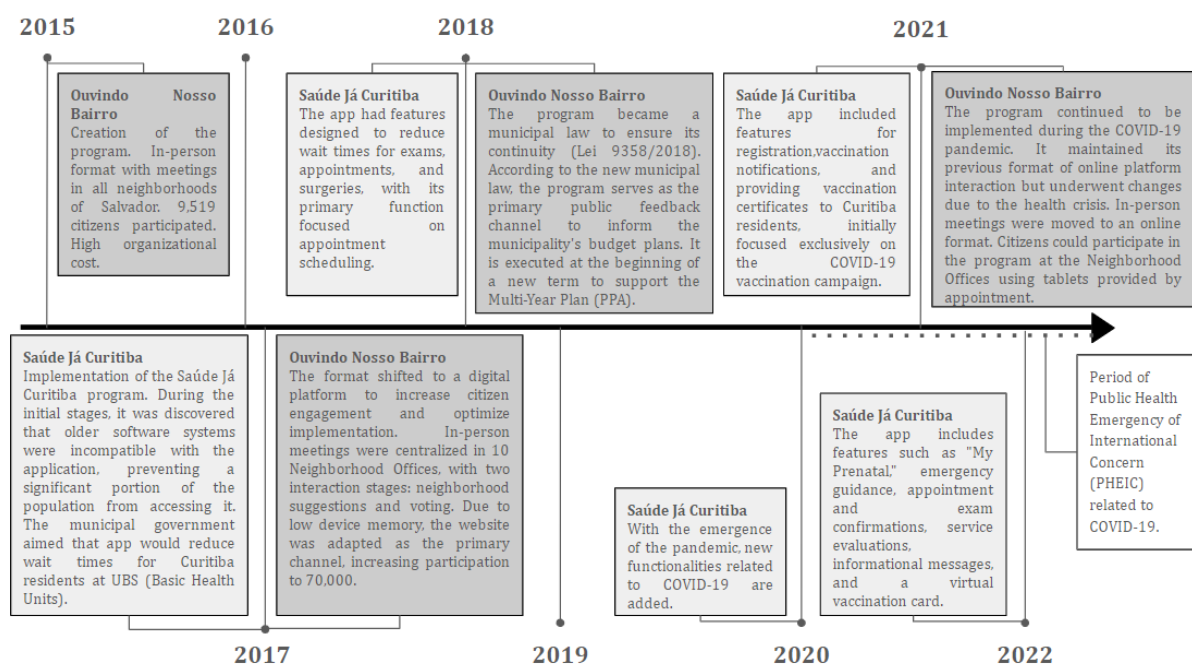 2015
2016
2018
2021
Ouvindo Nosso
Bairro
Creation of the
program. In-person
format with meetings
in all neighborhoods
of Salvador. 9,519
citizens participated.
High organizational
cost.
Saúde Já Curitiba
The app had features
designed to reduce
wait times for exams,
appointments, and
surgeries, with its
primary function
focused on
appointment
scheduling.
Ouvindo Nosso Bairro
The program became a
municipal law to ensure its
continuity (Lei 9358/2018).
According to the new municipal
law, the program serves as the
primary public feedback
channel to inform the
municipality's budget plans. It
is executed at the beginning of
a new term to support the
Multi-Year Plan (PPA).
Saúde Já Curitiba
The app included
features for
registration,vaccination
notifications, and
providing vaccination
certificates to Curitiba
residents, initially
focused exclusively on
the COVID-19
vaccination campaign.
Ouvindo Nosso Bairro
The program continued to be
implemented during the COVID-19
pandemic. It maintained its
previous format of online platform
interaction but underwent changes
due to the health crisis. In-person
meetings were moved to an online
format. Citizens could participate in
the program at the Neighborhood
Offices using tablets provided by
appointment.
Saúde Já Curitiba
Implementation of the Saúde Já
Curitiba program. During the
initial stages, it was discovered
that older software systems
were incompatible with the
application, preventing a
significant portion of the
population from accessing it.
The municipal government
aimed that app would reduce
wait times for Curitiba
residents at UBS (Basic Health
Units).
Ouvindo Nosso Bairro
The format shifted to a digital
platform to increase citizen
engagement and optimize
implementation. In-person
meetings were centralized in 10
Neighborhood Offices, with two
interaction stages: neighborhood
suggestions and voting. Due to
low device memory, the website
was adapted as the primary
channel, increasing participation
to 70,000.
Saúde Já Curitiba
With the emergence
of the pandemic, new
functionalities related
to COVID-19 are
added.
Saúde Já Curitiba
The app includes
features such as "My
Prenatal," emergency
guidance, appointment
and exam
confirmations, service
evaluations,
informational messages,
and a virtual
vaccination card.
Period of
Public Health
Emergency of
International
Concern
(PHEIC)
related to
COVID-19.
2017
2019
2020
2022